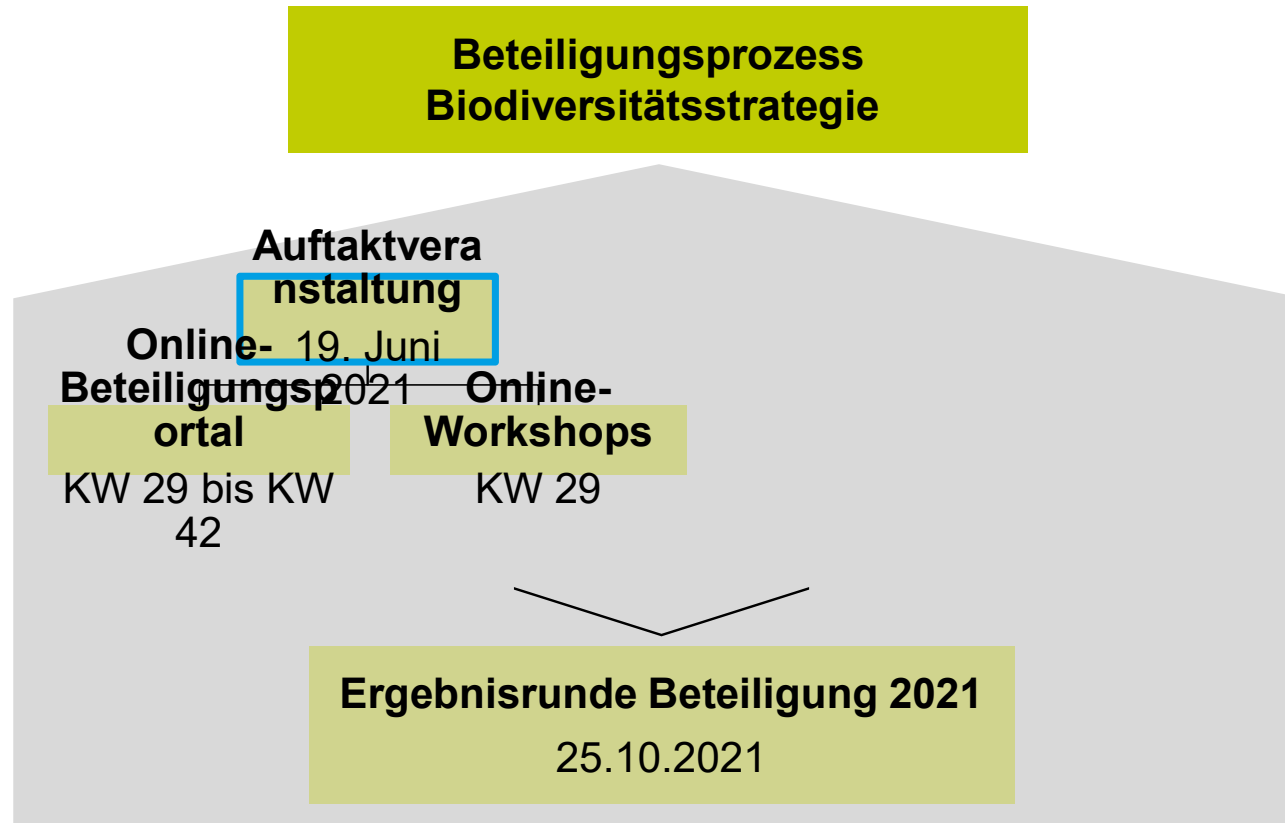 Beteiligungsprozess
Biodiversitätsstrategie
Auftaktvera
nstaltung
19. Juni
2021
Online-
Beteiligungsp
ortal
KW 29 bis KW
42
Online-
Workshops
KW 29
Ergebnisrunde Beteiligung 2021
25.10.2021